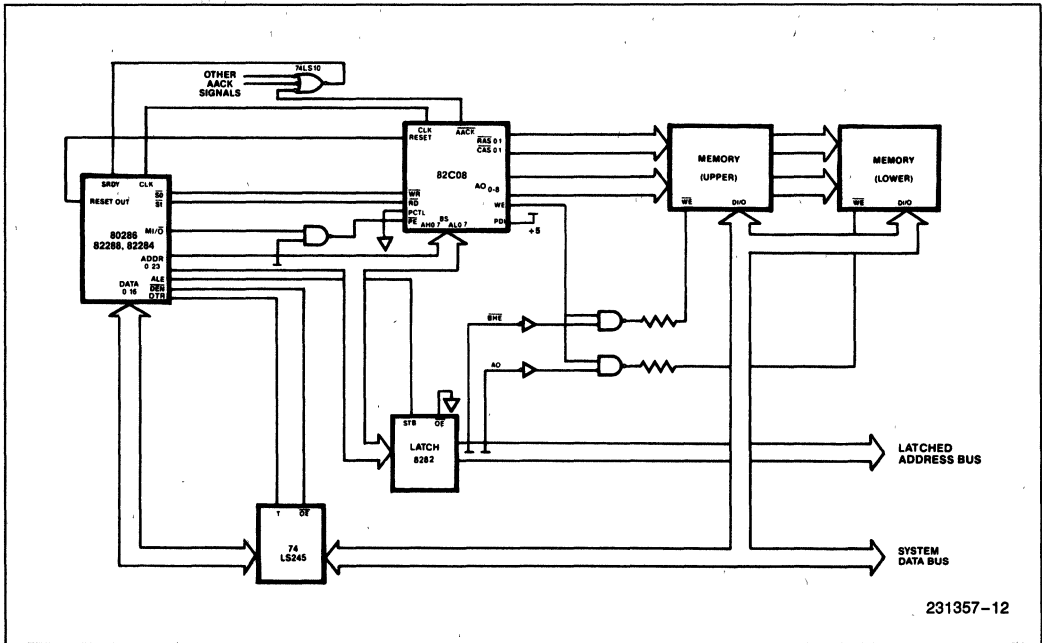 74LS10
OTHER
AACK
SIGNALS
CLK
AACK
RESET
RAS 0 1
CAS 0 1
82C08
AO 0-8
WR
RD
WE
PCTL
PE
BS
AH0 7
AL0 7
PDI
+5
MEMORY
(UPPER)
WE
DI/O
MEMORY
(LOWER)
WE
DI/O
SRDY
CLK
S0
RESET OUT
S1
MI/O
80286
82288, 82284
ADDR
0 23
ALE
DATA
0 16
DEN
DTR
BHE
AO
STB
OE
LATCH
8282
LATCHED
ADDRESS BUS
T
OE
74
LS245
SYSTEM
DATA BUS
231357-12